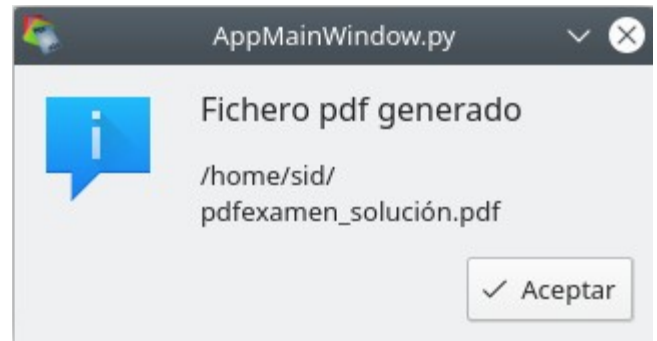 AppMainWindow.py
Fichero pdf generado
/home/sid/
pdfexamen_solución.pdf
Aceptar